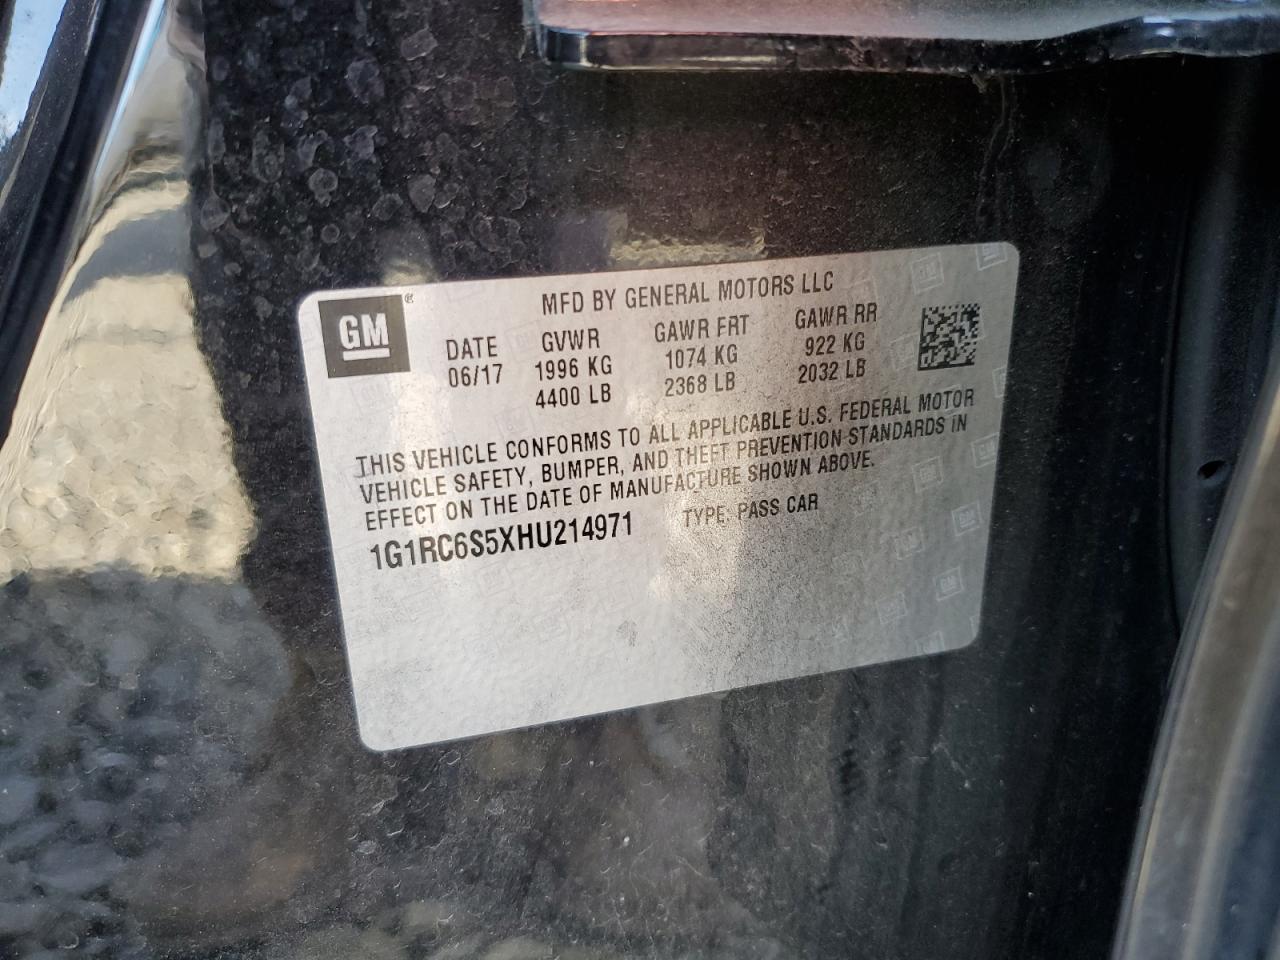 GM ®
MFD BY GENERAL MOTORS LLC
DATE GVWR GAWR FRT GAWR RR
06/17 1996 KG 1074 KG 922 KG
4400 LB 2368 LB 2032 LB
THIS VEHICLE CONFORMS TO ALL APPLICABLE U.S. FEDERAL MOTOR
VEHICLE SAFETY, BUMPER, AND THEFT PREVENTION STANDARDS IN
EFFECT ON THE DATE OF MANUFACTURE SHOWN ABOVE.
1G1RC6S5XHU214971 TYPE: PASS CAR